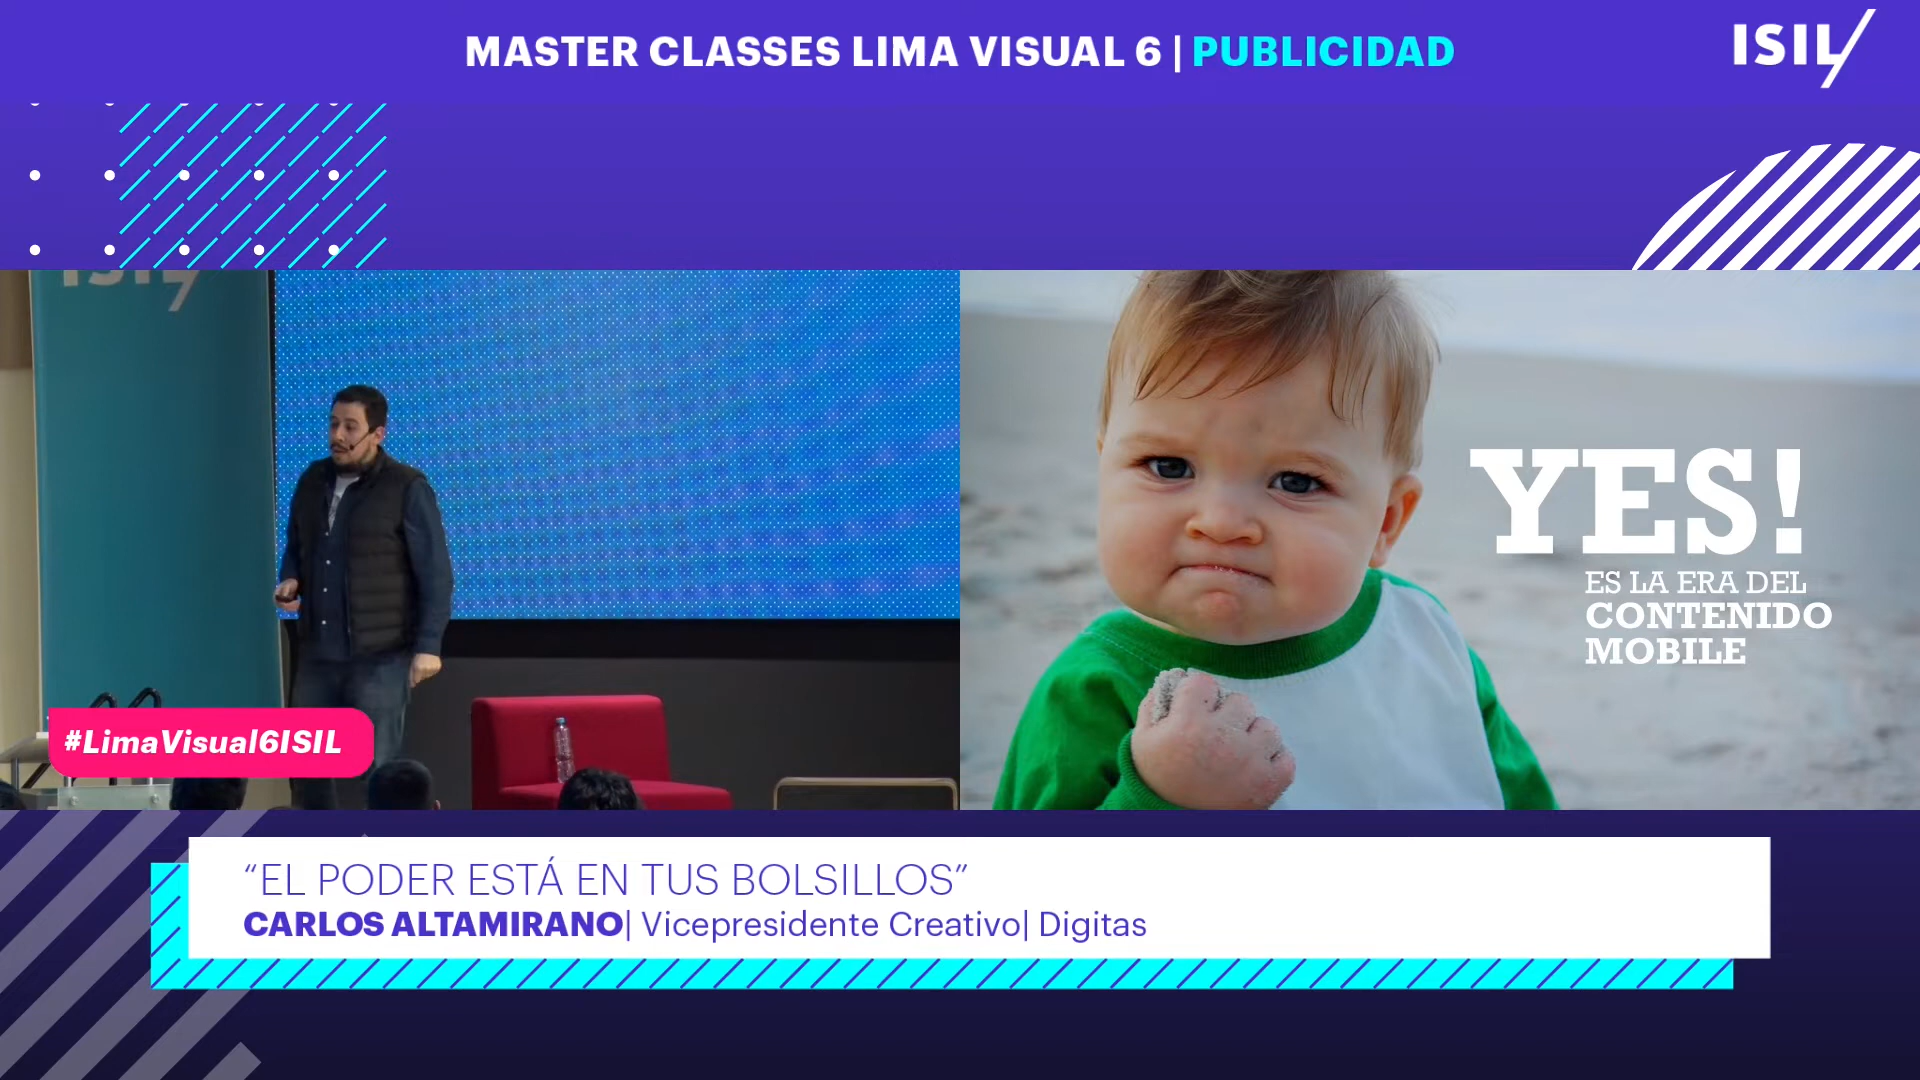 MASTER CLASSES LIMA VISUAL 6 | PUBLICIDAD
ISIL
ISIL
YES!
ES LA ERA DEL
CONTENIDO
MOBILE
#LimaVisual6ISIL
“EL PODER ESTÁ EN TUS BOLSILLOS”
CARLOS ALTAMIRANO| Vicepresidente Creativo| Digitas